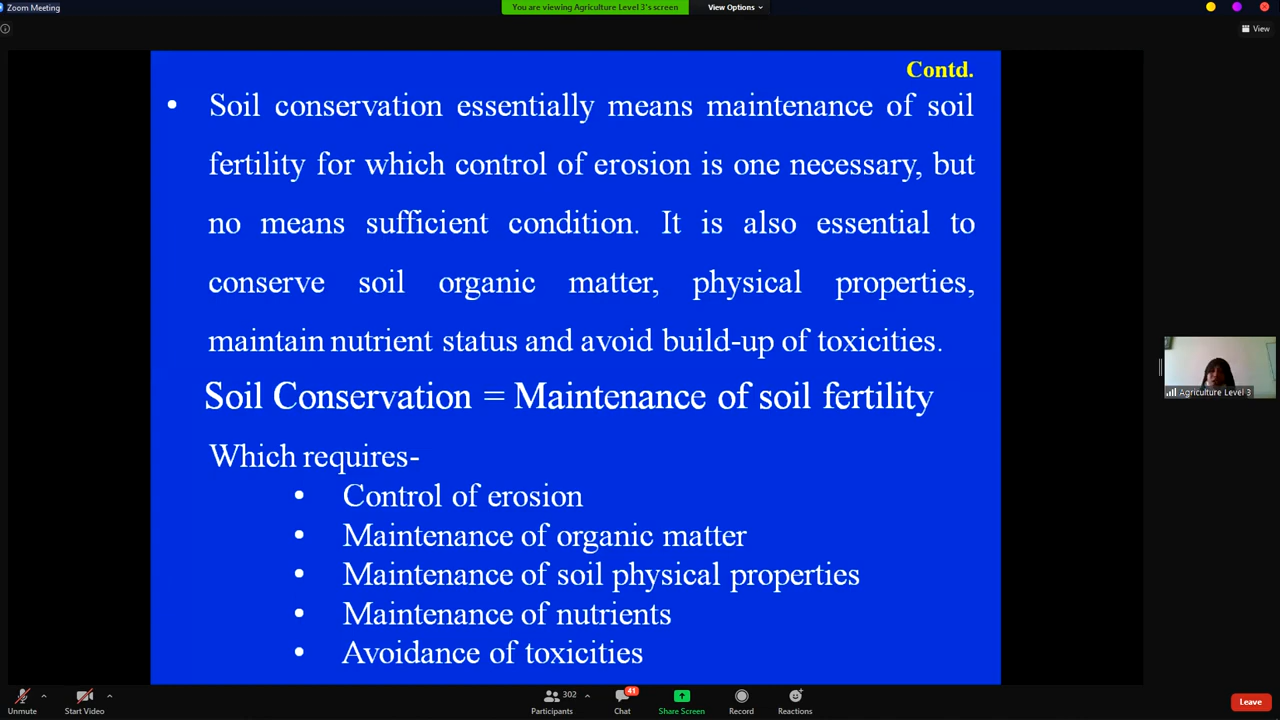 Zoom Meeting
You are viewing Agriculture Level 3's screen
View Options
View
Contd.
• Soil conservation essentially means maintenance of soil
fertility for which control of erosion is one necessary, but
no means sufficient condition. It is also essential to
conserve soil organic matter, physical properties,
maintain nutrient status and avoid build-up of toxicities.
Soil Conservation = Maintenance of soil fertility
Which requires-
• Control of erosion
• Maintenance of organic matter
• Maintenance of soil physical properties
• Maintenance of nutrients
• Avoidance of toxicities
Agriculture Level 3
Unmute
Start Video
302
Participants
41
Chat
Share Screen
Record
Reactions
Leave